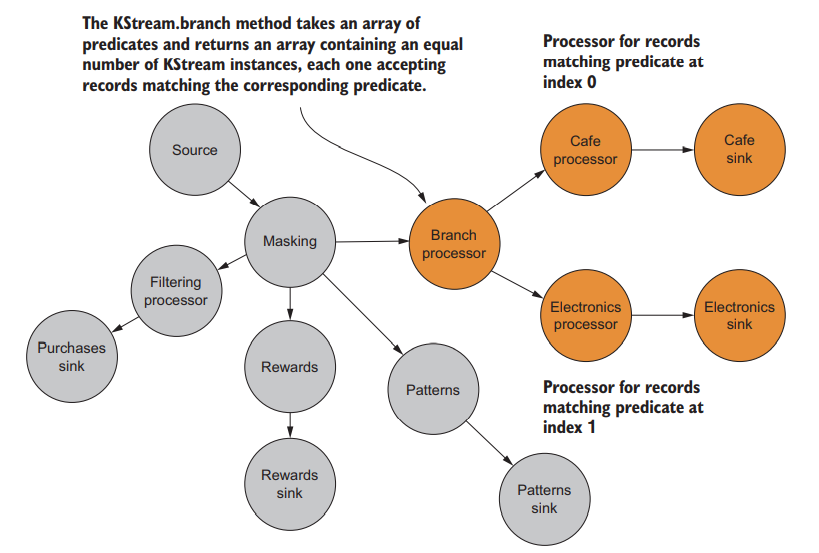 The KStream.branch method takes an array of
predicates and returns an array containing an equal
number of KStream instances, each one accepting
records matching the corresponding predicate.
Processor for records
matching predicate at
index 0
Source
Cafe
processor
Cafe
sink
Masking
Branch
processor
Filtering
processor
Electronics
processor
Electronics
sink
Purchases
sink
Rewards
Patterns
Processor for records
matching predicate at
index 1
Rewards
sink
Patterns
sink